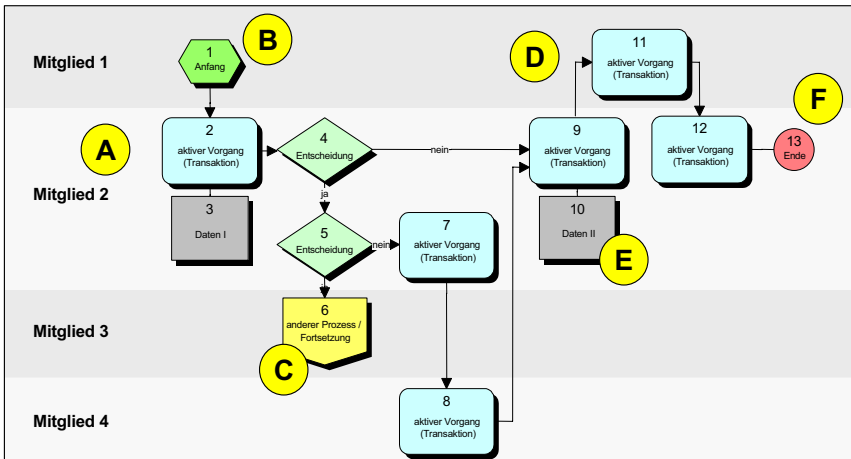 Mitglied 1
B
1
Anfang
D
11
aktiver Vorgang
(Transaktion)
F
A
2
aktiver Vorgang
(Transaktion)
4
Entscheidung
nein
9
aktiver Vorgang
(Transaktion)
12
aktiver Vorgang
(Transaktion)
13
Ende
Mitglied 2
3
Daten I
ja
5
Entscheidung
nein
7
aktiver Vorgang
(Transaktion)
10
Daten II
E
Mitglied 3
6
anderer Prozess /
Fortsetzung
C
Mitglied 4
8
aktiver Vorgang
(Transaktion)